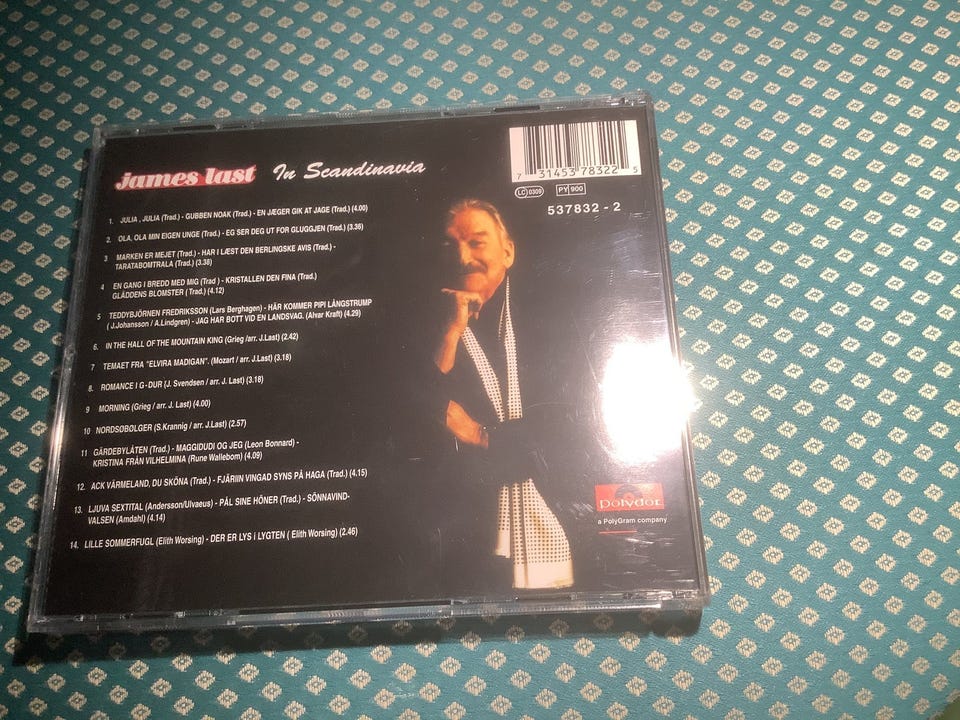 james last In Scandinavia
7 31453 78322 5
LC 0309 PY 900
537832 - 2
1. JULIA , JULIA (Trad.) - GUBBEN NOAK (Trad.) - EN JÆGER GIK AT JAGE (Trad.) (4.00)
2. OLA, OLA MIN EIGEN UNGE (Trad.) - EG SER DEG UT FOR GLUGGJEN (Trad.) (3.36)
3 MARKEN ER MEJET (Trad.) - HAR I LÆST DEN BERLINGSKE AVIS (Trad.) -
TARATABOMTRALA (Trad.) (3.38)
4 EN GANG I BREDD MED MIG (Trad ) - KRISTALLEN DEN FINA (Trad.)
GLÄDDENS BLOMSTER ( Trad.) (4.12)
5 TEDDYBJÖRNEN FREDRIKSSON (Lars Berghagen) - HÄR KOMMER PIPI LÅNGSTRUMP
( J.Johansson / A.Lindgren) - JAG HAR BOTT VID EN LANDSVAG. (Alvar Kraft) (4.29)
6. IN THE HALL OF THE MOUNTAIN KING (Grieg /arr. J.Last) (2.42)
7 TEMAET FRA "ELVIRA MADIGAN". (Mozart / arr. J.Last) (3.18)
8. ROMANCE I G-DUR (J. Svendsen / arr. J. Last) (3.18)
9 MORNING (Grieg / arr. J. Last) (4.00)
10 NORDSØBØLGER (S.Krannig / arr. J.Last) (2.57)
11 GÄRDEBYLÅTEN (Trad.) - MAGGIDUDI OG JEG (Leon Bonnard) -
KRISTINA FRÅN VILHELMINA (Rune Wallebom) (4.09)
12. ACK VÄRMELAND, DU SKÖNA (Trad.) - FJÄRIIN VINGAD SYNS PÅ HAGA (Trad.) (4.15)
13. LJUVA SEXTITAL (Andersson/Ulvaeus) - PÅL SINE HÖNER (Trad.) - SÖNNAVIND-
VALSEN (Amdahl) (4.14)
14. LILLE SOMMERFUGL (Elith Worsing) - DER ER LYS i LYGTEN ( Elith Worsing) (2.46)
Polydor
a PolyGram company